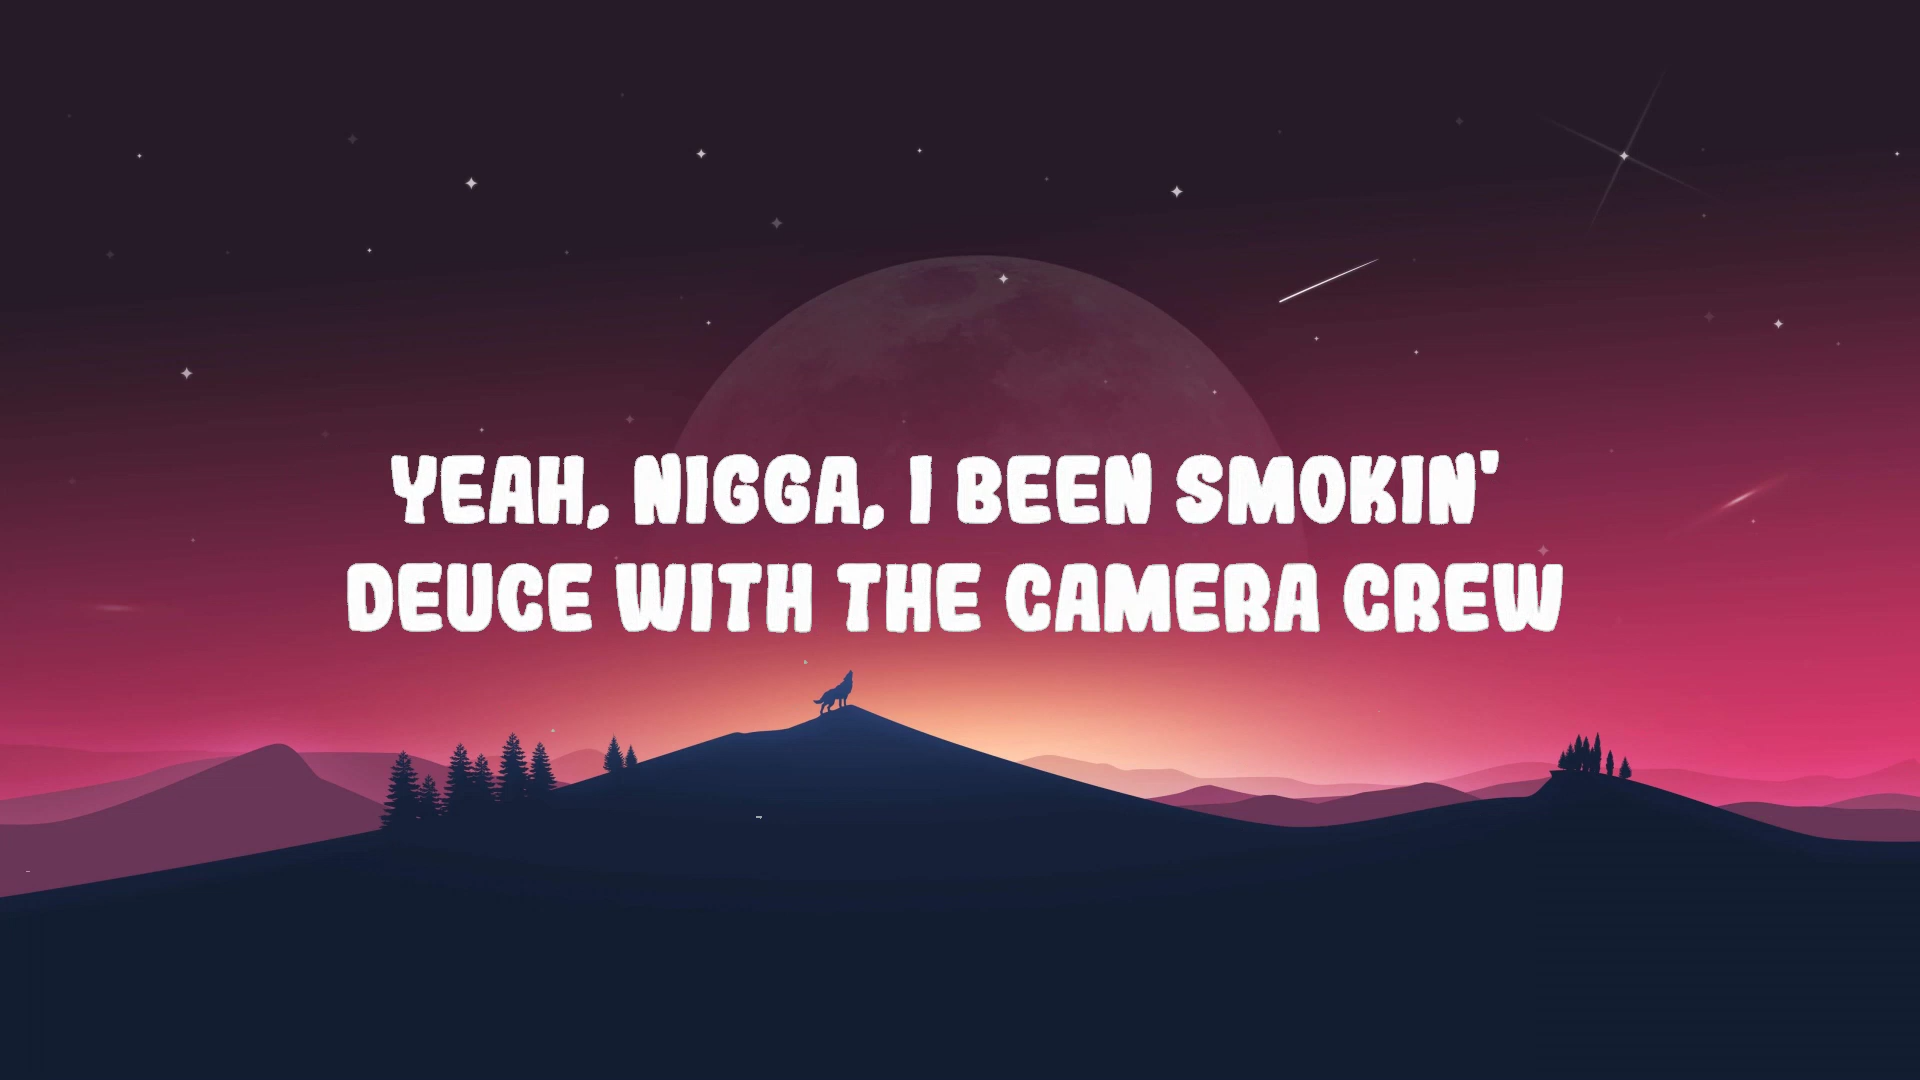 YEAH, NIGGA, I BEEN SMOKIN'
DEUCE WITH THE CAMERA CREW